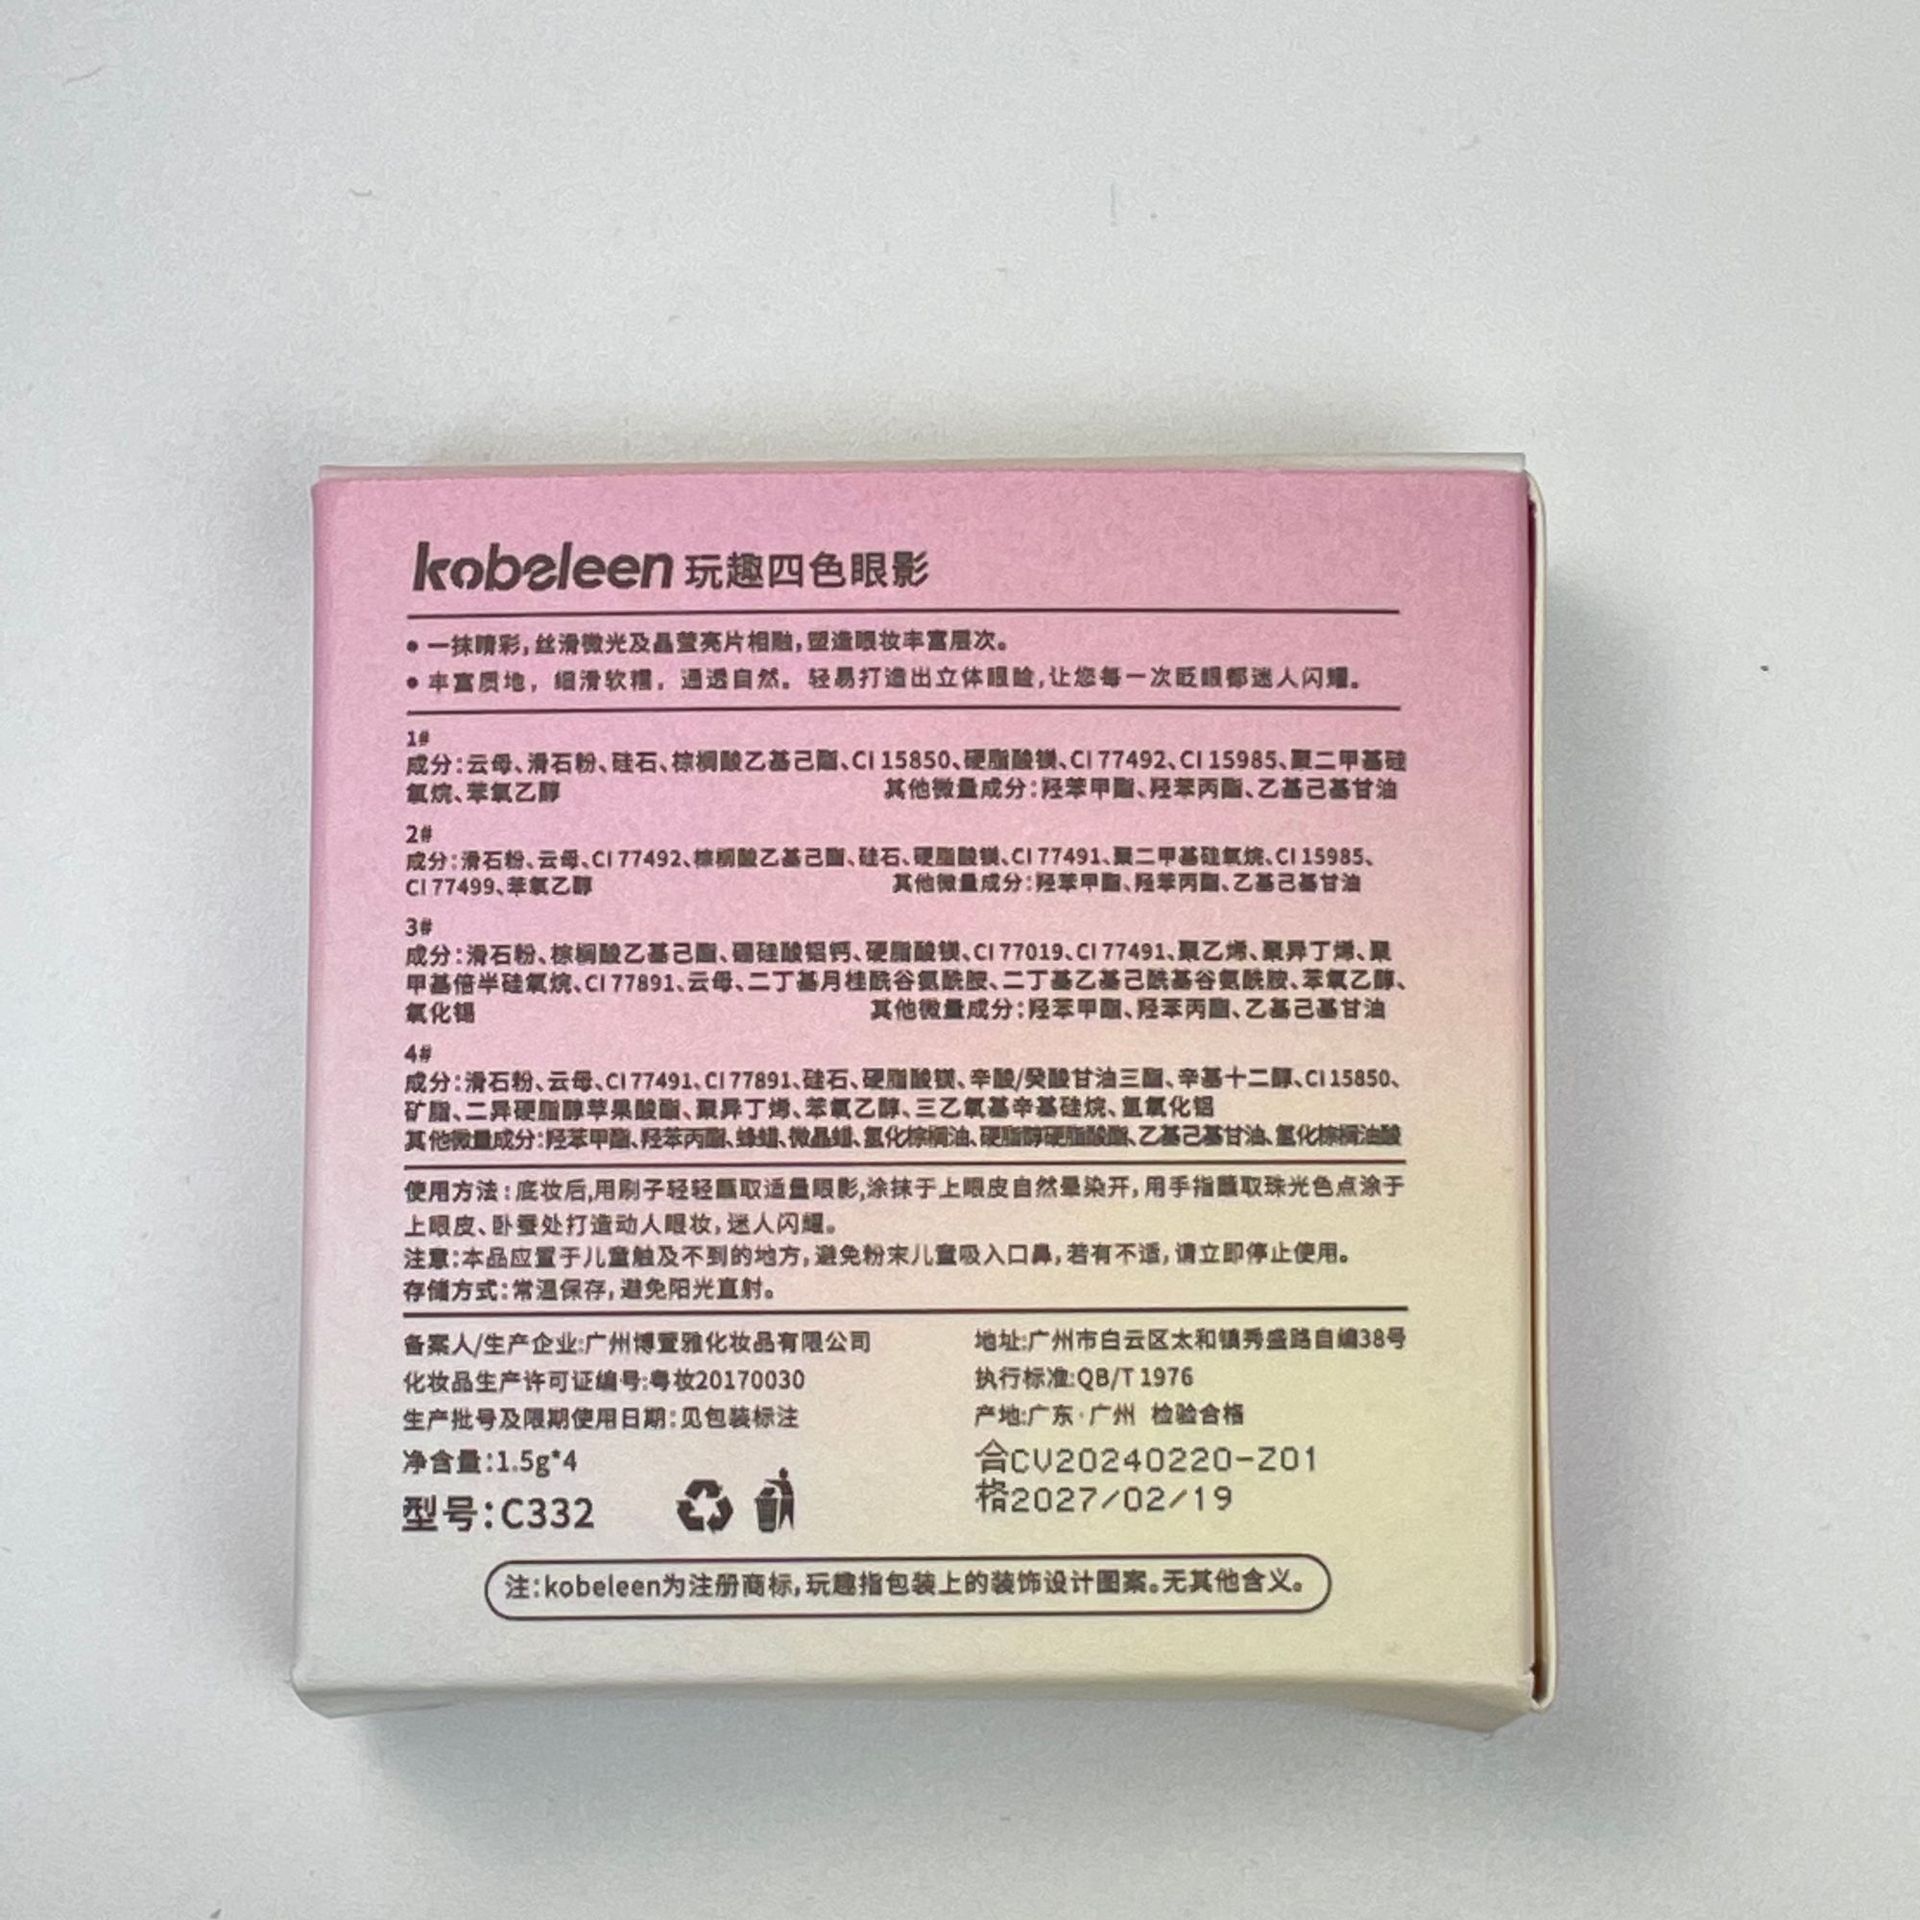 kobeleen 玩趣四色眼影
• 一抹晴彩,丝滑微光及晶莹亮片相融,塑造眼妆丰富层次。
• 丰富质地，细滑软糯，通透自然。轻易打造出立体眼睑,让您每一次眨眼都迷人闪耀。
1#
成分:云母、滑石粉、硅石、棕榈酸乙基己酯、CI 15850、硬脂酸镁、CI 77492、CI 15985、聚二甲基硅
氧烷、苯氧乙醇 其他微量成分:羟苯甲酯、羟苯丙酯、乙基己基甘油
2#
成分:滑石粉、云母、CI 77492、棕榈酸乙基己酯、硅石、硬脂酸镁、CI 77491、聚二甲基硅氧烷、CI 15985、
CI 77499、苯氧乙醇 其他微量成分:羟苯甲酯、羟苯丙酯、乙基己基甘油
3#
成分:滑石粉、棕榈酸乙基己酯、硼硅酸铝钙、硬脂酸镁、CI 77019、CI 77491、聚乙烯、聚异丁烯、聚
甲基倍半硅氧烷、CI 77891、云母、二丁基月桂酰谷氨酰胺、二丁基乙基己酰基谷氨酰胺、苯氧乙醇、
氧化锡 其他微量成分:羟苯甲酯、羟苯丙酯、乙基己基甘油
4#
成分:滑石粉、云母、CI 77491、CI 77891、硅石、硬脂酸镁、辛酸/癸酸甘油三酯、辛基十二醇、CI 15850、
矿脂、二异硬脂醇苹果酸酯、聚异丁烯、苯氧乙醇、三乙氧基辛基硅烷、氢氧化铝
其他微量成分:羟苯甲酯、羟苯丙酯、蜂蜡、微晶蜡、氢化棕榈油、硬脂醇硬脂酸酯、乙基己基甘油、氢化棕榈油酸
使用方法:底妆后,用刷子轻轻蘸取适量眼影,涂抹于上眼皮自然晕染开,用手指蘸取珠光色点涂于
上眼皮、卧蚕处打造动人眼妆,迷人闪耀。
注意:本品应置于儿童触及不到的地方,避免粉末儿童吸入口鼻,若有不适,请立即停止使用。
存储方式:常温保存,避免阳光直射。
备案人/生产企业:广州博萱雅化妆品有限公司 地址:广州市白云区太和镇秀盛路自编38号
化妆品生产许可证编号:粤妆20170030 执行标准:QB/T 1976
生产批号及限期使用日期:见包装标注 产地:广东·广州 检验合格
净含量:1.5g*4
合CV20240220-Z01
格2027/02/19
型号:C332
注:kobeleen为注册商标,玩趣指包装上的装饰设计图案。无其他含义。